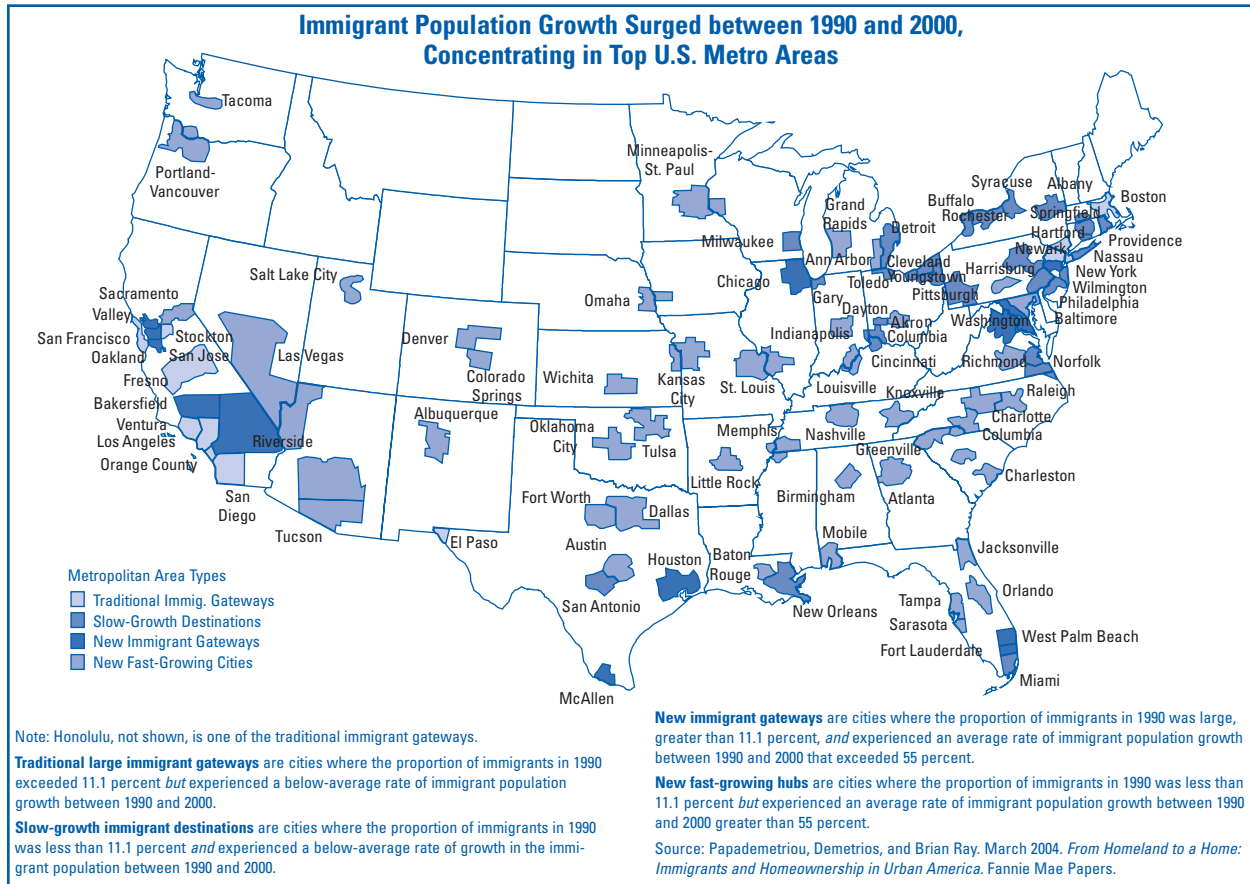 Immigrant Population Growth Surged between 1990 and 2000,
Concentrating in Top U.S. Metro Areas
Tacoma
Portland-
Vancouver
Minneapolis-
St. Paul
Syracuse
Albany
Buffalo
Rochester
Springfield
Boston
Grand
Rapids
Detroit
Milwaukee
Hartford
Providence
Newark
Nassau
Ann Arbor
Cleveland
Salt Lake City
Chicago
Toledo
Youngstown
Harrisburg
New York
Wilmington
Omaha
Gary
Pittsburgh
Philadelphia
Sacramento
Valley
Dayton
Akron
Washington
Baltimore
San Francisco
Stockton
Denver
Indianapolis
Columbia
Oakland
San Jose
Las Vegas
Cincinnati
Richmond
Norfolk
Fresno
Colorado
Springs
Wichita
Kansas
City
St. Louis
Louisville
Knoxville
Raleigh
Bakersfield
Albuquerque
Charlotte
Ventura
Oklahoma
City
Memphis
Nashville
Columbia
Los Angeles
Riverside
Tulsa
Greenville
Orange County
Little Rock
Charleston
San
Diego
Fort Worth
Birmingham
Atlanta
Dallas
Tucson
El Paso
Austin
Mobile
Houston
Baton
Rouge
Jacksonville
San Antonio
New Orleans
Orlando
Tampa
Sarasota
West Palm Beach
Fort Lauderdale
Miami
McAllen
Metropolitan Area Types
Traditional Immig. Gateways
Slow-Growth Destinations
New Immigrant Gateways
New Fast-Growing Cities
Note: Honolulu, not shown, is one of the traditional immigrant gateways.
Traditional large immigrant gateways are cities where the proportion of immigrants in 1990
exceeded 11.1 percent but experienced a below-average rate of immigrant population
growth between 1990 and 2000.
Slow-growth immigrant destinations are cities where the proportion of immigrants in 1990
was less than 11.1 percent and experienced a below-average rate of growth in the immi-
grant population between 1990 and 2000.
New immigrant gateways are cities where the proportion of immigrants in 1990 was large,
greater than 11.1 percent, and experienced an average rate of immigrant population growth
between 1990 and 2000 that exceeded 55 percent.
New fast-growing hubs are cities where the proportion of immigrants in 1990 was less than
11.1 percent but experienced an average rate of immigrant population growth between 1990
and 2000 greater than 55 percent.
Source: Papademetriou, Demetrios, and Brian Ray. March 2004. From Homeland to a Home:
Immigrants and Homeownership in Urban America. Fannie Mae Papers.